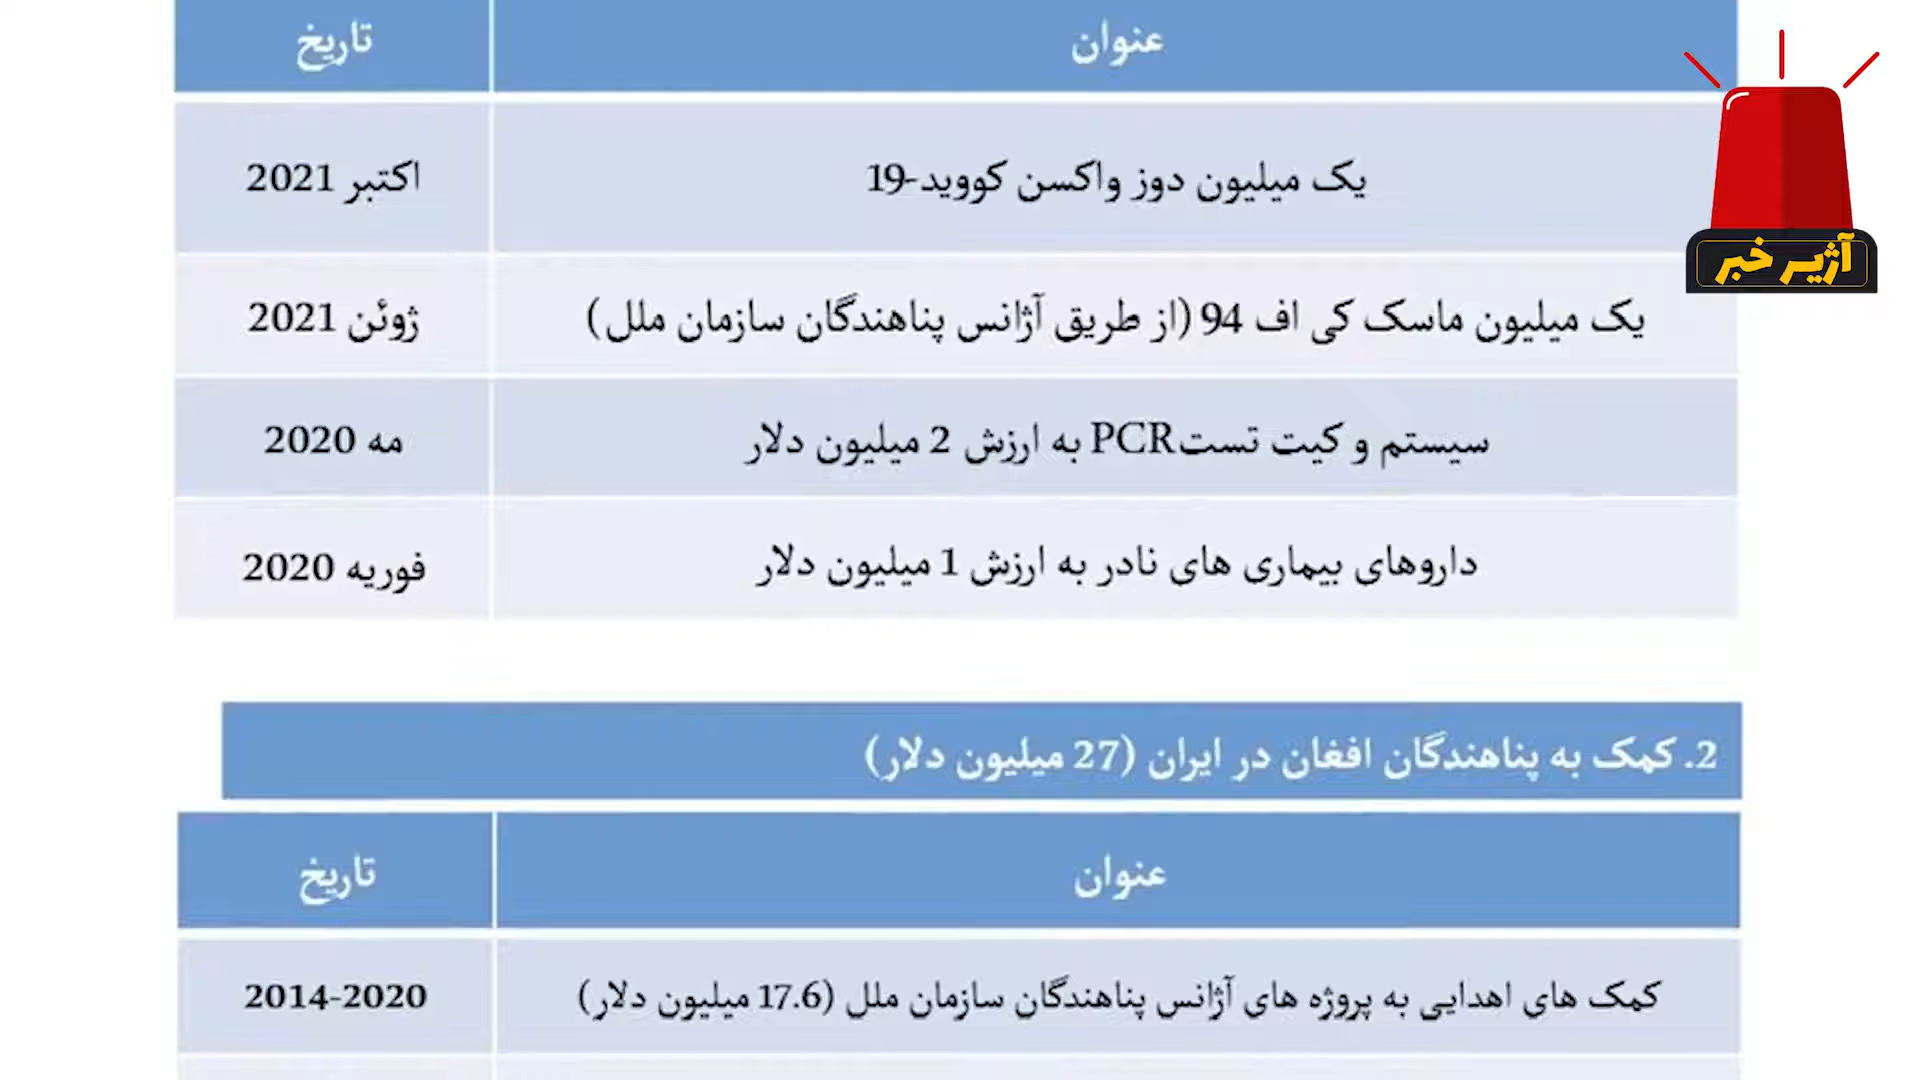 عنوان تاریخ
یک میلیون دوز واکسن کووید-19 اکتبر 2021
یک میلیون ماسک کی اف 94 (از طریق آژانس پناهندگان سازمان ملل) ژوئن 2021
سیستم و کیت تست PCR به ارزش 2 میلیون دلار مه 2020
داروهای بیماری های نادر به ارزش 1 میلیون دلار فوریه 2020
2. کمک به پناهندگان افغان در ایران (27 میلیون دلار)
عنوان تاریخ
کمک های اهدایی به پروژه های آژانس پناهندگان سازمان ملل (17.6 میلیون دلار) 2014-2020
آژیر خبر